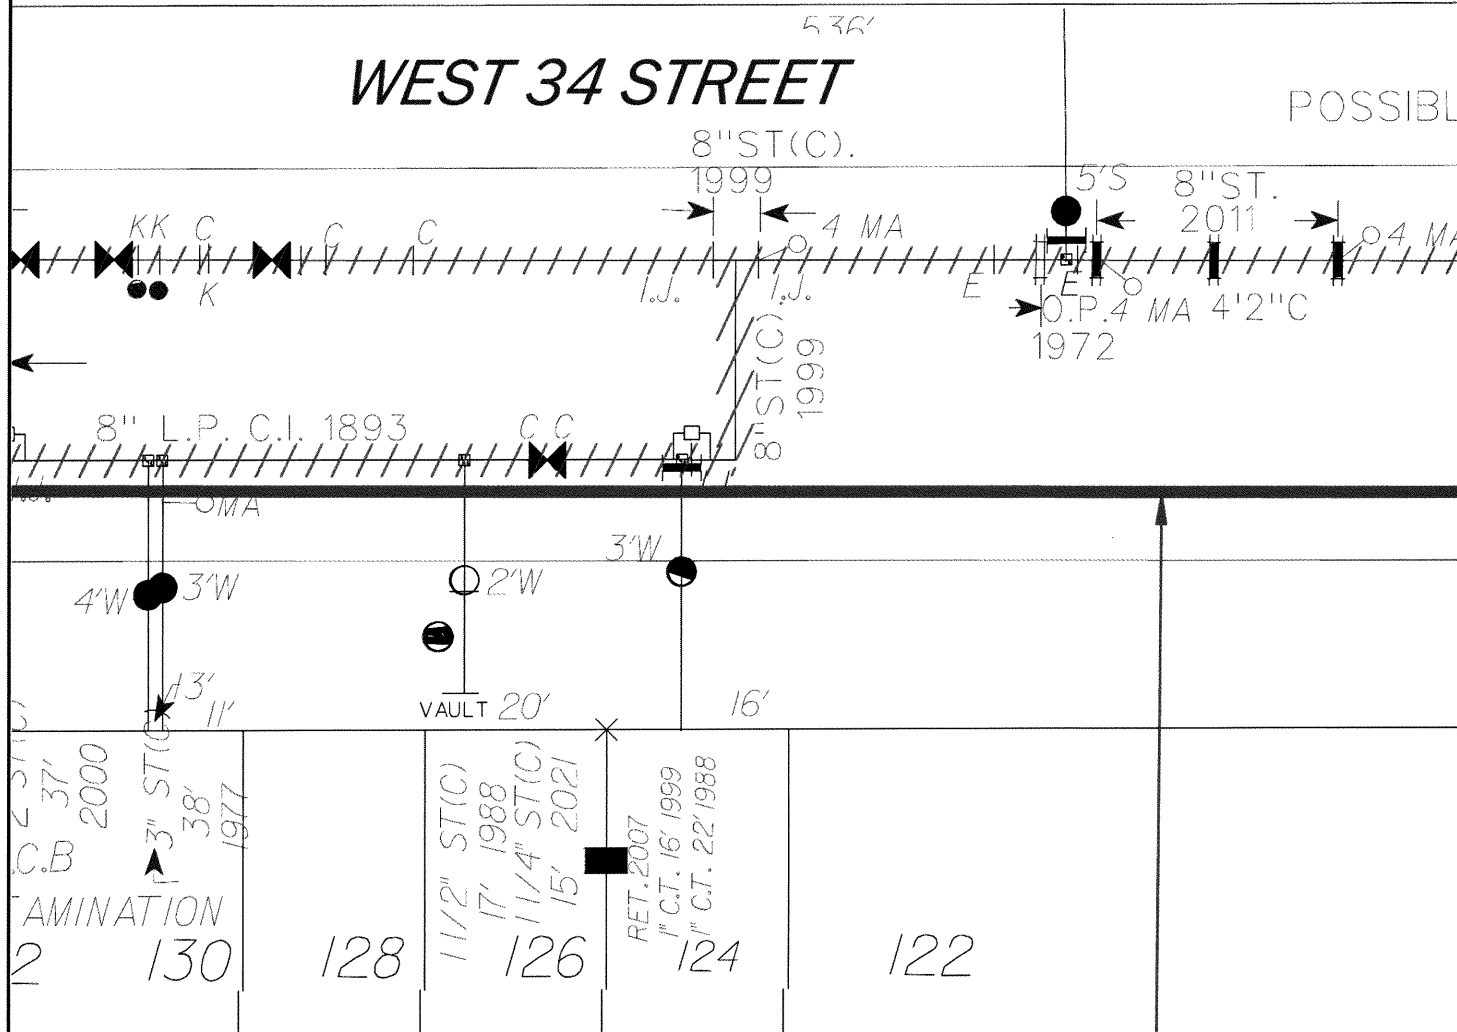 536'
WEST 34 STREET
POSSIBL
8"ST(C).
1999
5'S
8"ST.
2011
KK C C C
4 MA
4 MA
K
I.J. I.J.
E E
O.P.4 MA 4'2"C
1972
8" ST(C)
1999
8" L.P. C.I. 1893
C C
I.J.
MA
3'W
4'W 3'W
2'W
13'
11'
VAULT 20'
16'
37'
2000
3" ST(C)
38'
1977
1 1/2" ST(C)
17' 1988
1 1/4" ST(C)
15' 2021
RET.2007
1" C.T. 16' 1999
1" C.T. 22' 1988
.C.B
TAMINATION
2 130 128 126 124 122